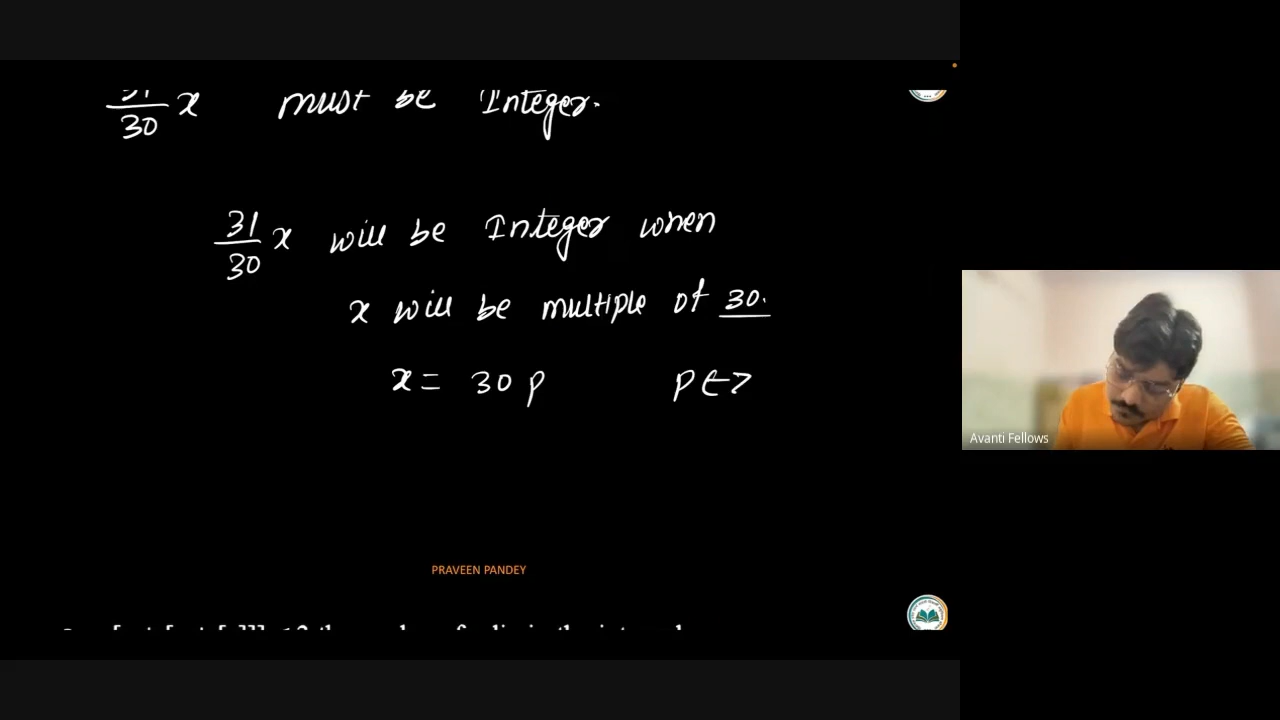 31/30 x must be Integer.
31/30 x will be Integer when
x will be multiple of 30.
x = 30 p p ∈ z
Avanti Fellows
PRAVEEN PANDEY